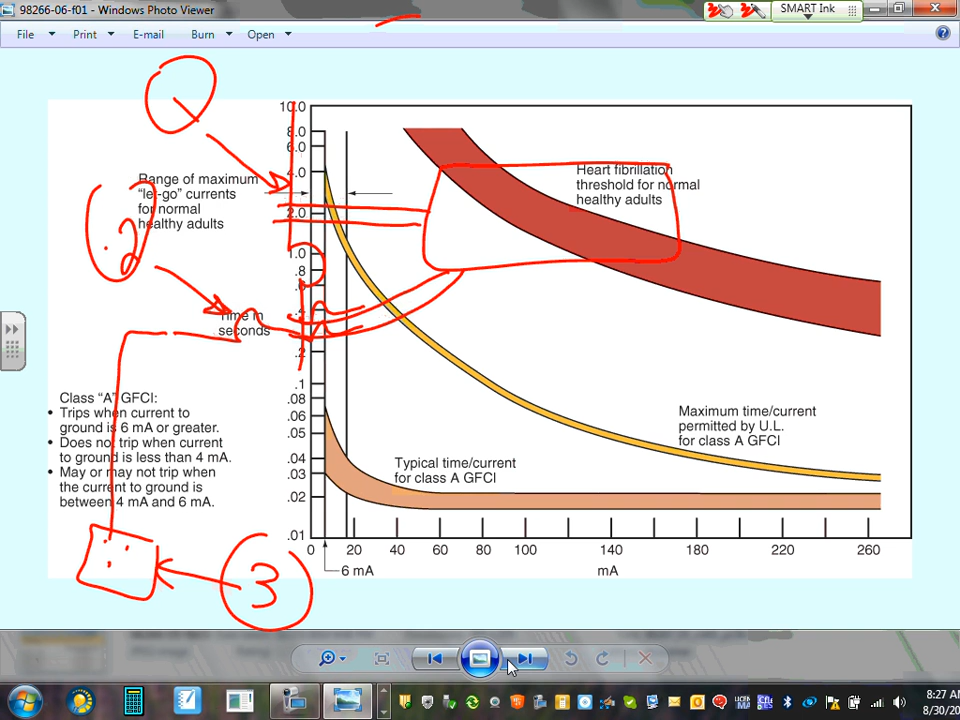 98266-06-f01 - Windows Photo Viewer
SMART Ink
File Print E-mail Burn Open
10.0
8.0
6.0
4.0
2.0
1.0
.8
.6
.4
.2
.1
.08
.06
.05
.04
.03
.02
.01
Range of maximum
“let-go” currents
for normal
healthy adults
Heart fibrillation
threshold for normal
healthy adults
.2
Time in
seconds
Class “A” GFCI:
• Trips when current to
ground is 6 mA or greater.
• Does not trip when current
to ground is less than 4 mA.
• May or may not trip when
the current to ground is
between 4 mA and 6 mA.
Maximum time/current
permitted by U.L.
for class A GFCI
Typical time/current
for class A GFCI
0 20 40 60 80 100 140 180 220 260
6 mA
mA
3
8:27 AM